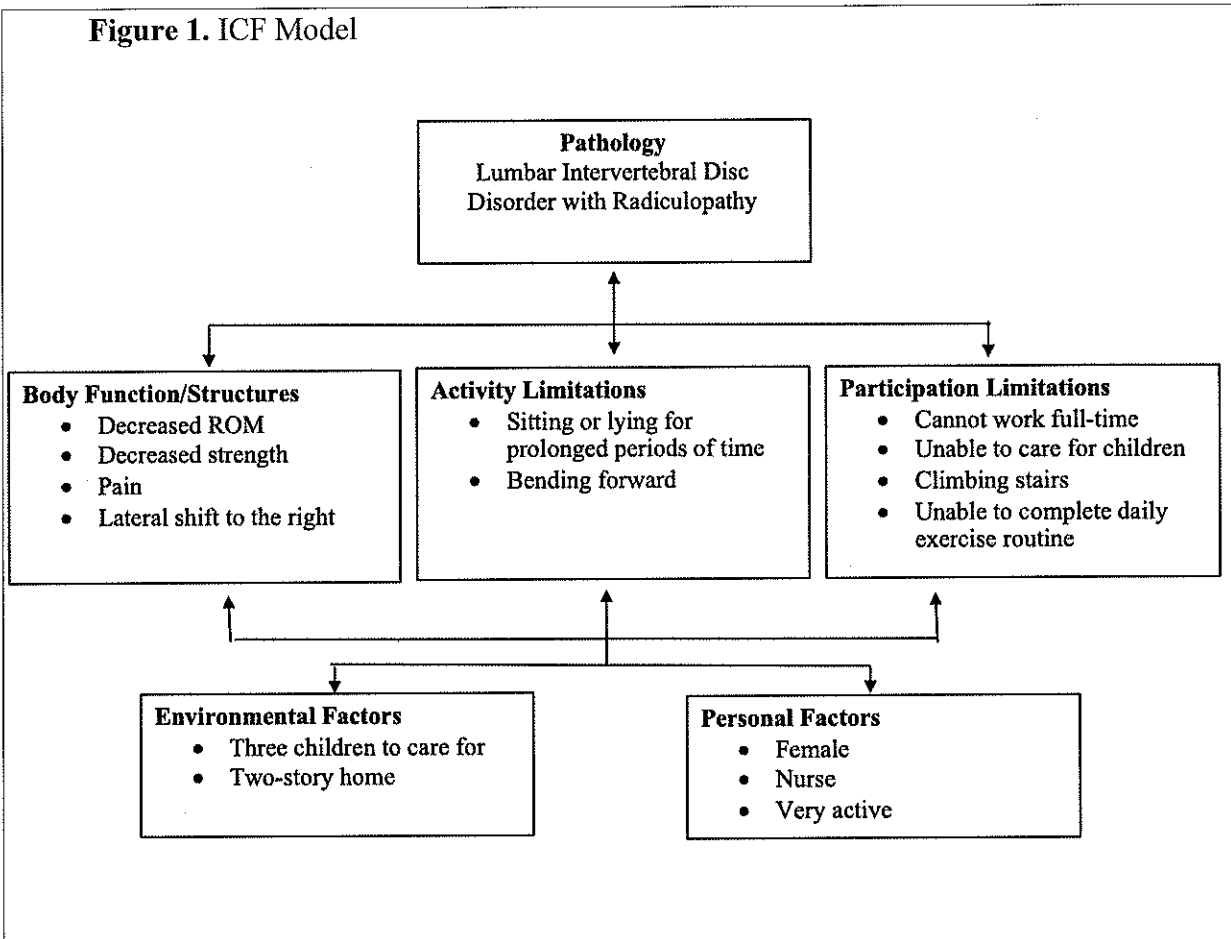 Figure 1. ICF Model
Pathology
Lumbar Intervertebral Disc
Disorder with Radiculopathy
Body Function/Structures
• Decreased ROM
• Decreased strength
• Pain
• Lateral shift to the right
Activity Limitations
• Sitting or lying for
prolonged periods of time
• Bending forward
Participation Limitations
• Cannot work full-time
• Unable to care for children
• Climbing stairs
• Unable to complete daily
exercise routine
Environmental Factors
• Three children to care for
• Two-story home
Personal Factors
• Female
• Nurse
• Very active